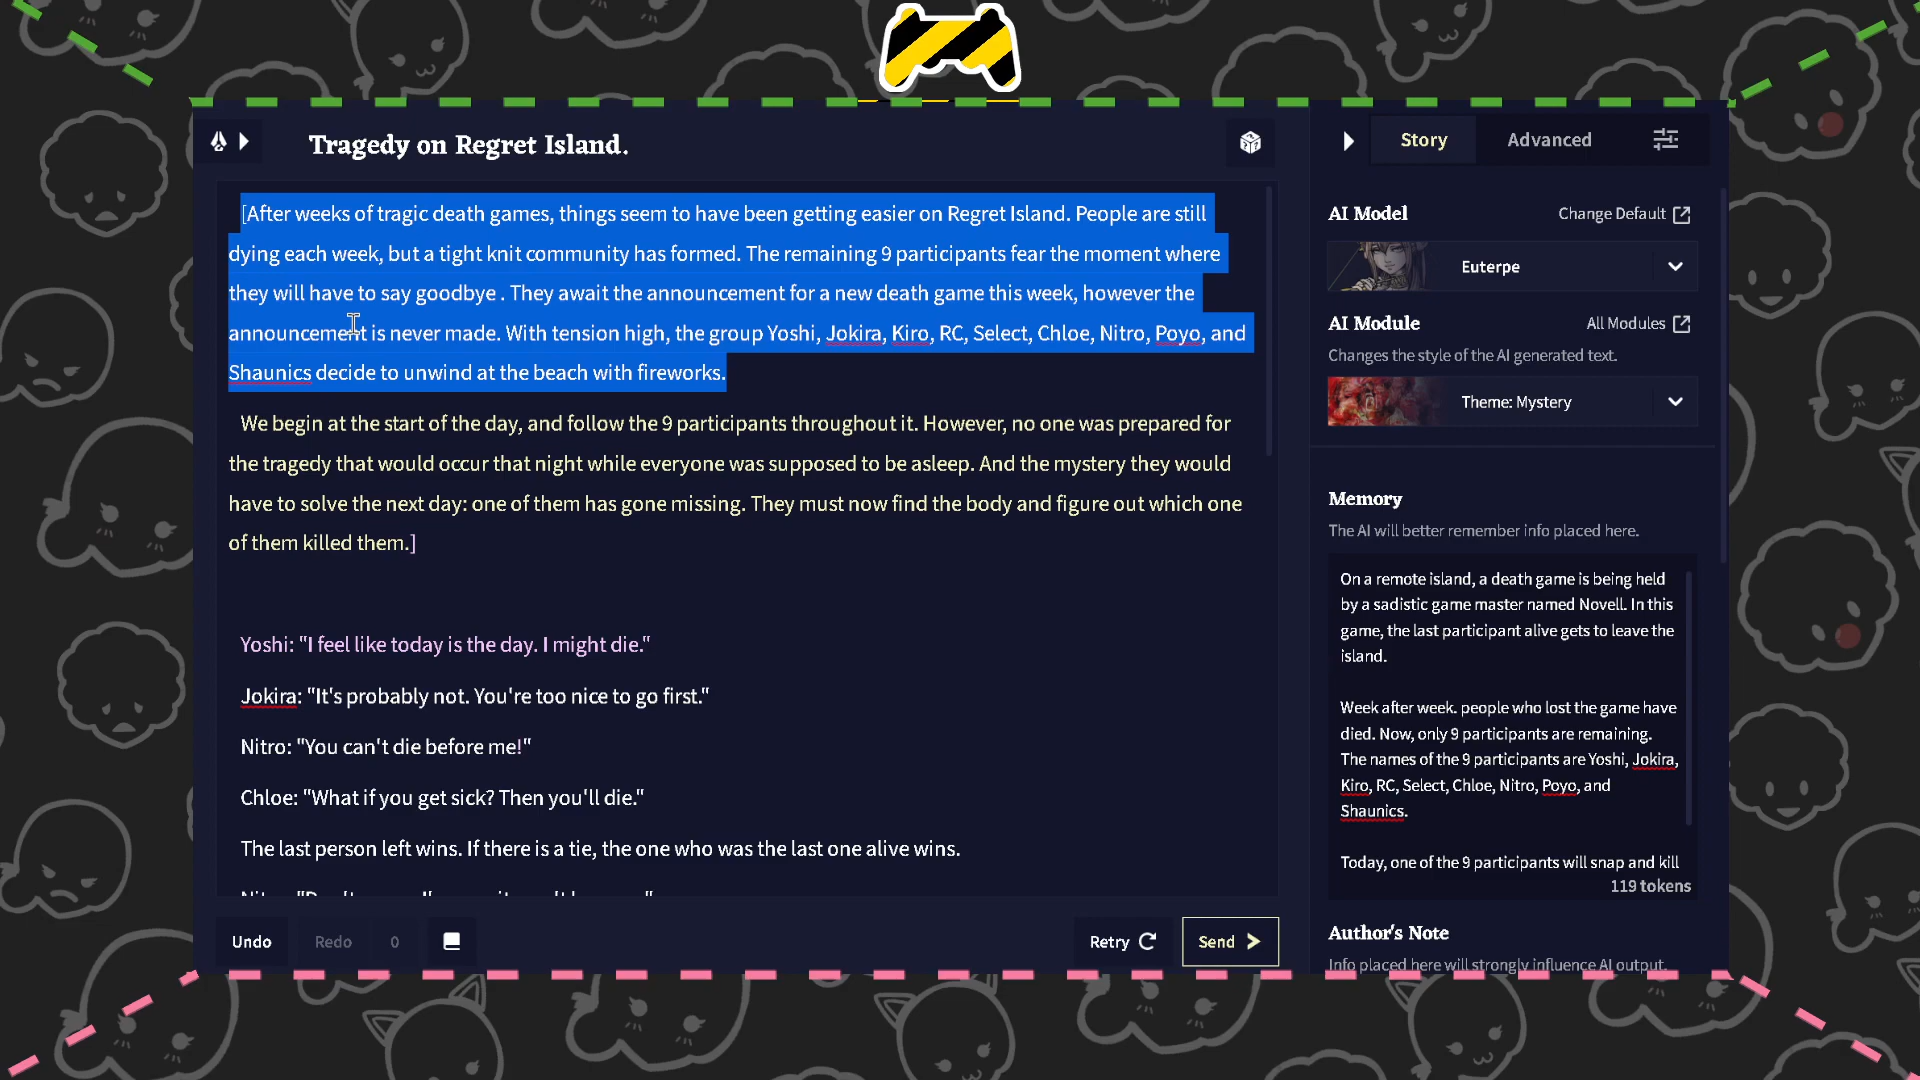 Tragedy on Regret Island.
[After weeks of tragic death games, things seem to have been getting easier on Regret Island. People are still
dying each week, but a tight knit community has formed. The remaining 9 participants fear the moment where
they will have to say goodbye . They await the announcement for a new death game this week, however the
announcement is never made. With tension high, the group Yoshi, Jokira, Kiro, RC, Select, Chloe, Nitro, Poyo, and
Shaunics decide to unwind at the beach with fireworks.
We begin at the start of the day, and follow the 9 participants throughout it. However, no one was prepared for
the tragedy that would occur that night while everyone was supposed to be asleep. And the mystery they would
have to solve the next day: one of them has gone missing. They must now find the body and figure out which one
of them killed them.]
Yoshi: "I feel like today is the day. I might die."
Jokira: "It's probably not. You're too nice to go first."
Nitro: "You can't die before me!"
Chloe: "What if you get sick? Then you'll die."
The last person left wins. If there is a tie, the one who was the last one alive wins.
Undo
Redo
0
Retry
Send
Story
Advanced
AI Model
Change Default
Euterpe
AI Module
All Modules
Changes the style of the AI generated text.
Theme: Mystery
Memory
The AI will better remember info placed here.
On a remote island, a death game is being held
by a sadistic game master named Novell. In this
game, the last participant alive gets to leave the
island.
Week after week. people who lost the game have
died. Now, only 9 participants are remaining.
The names of the 9 participants are Yoshi, Jokira,
Kiro, RC, Select, Chloe, Nitro, Poyo, and
Shaunics.
Today, one of the 9 participants will snap and kill
119 tokens
Author's Note
Info placed here will strongly influence AI output.